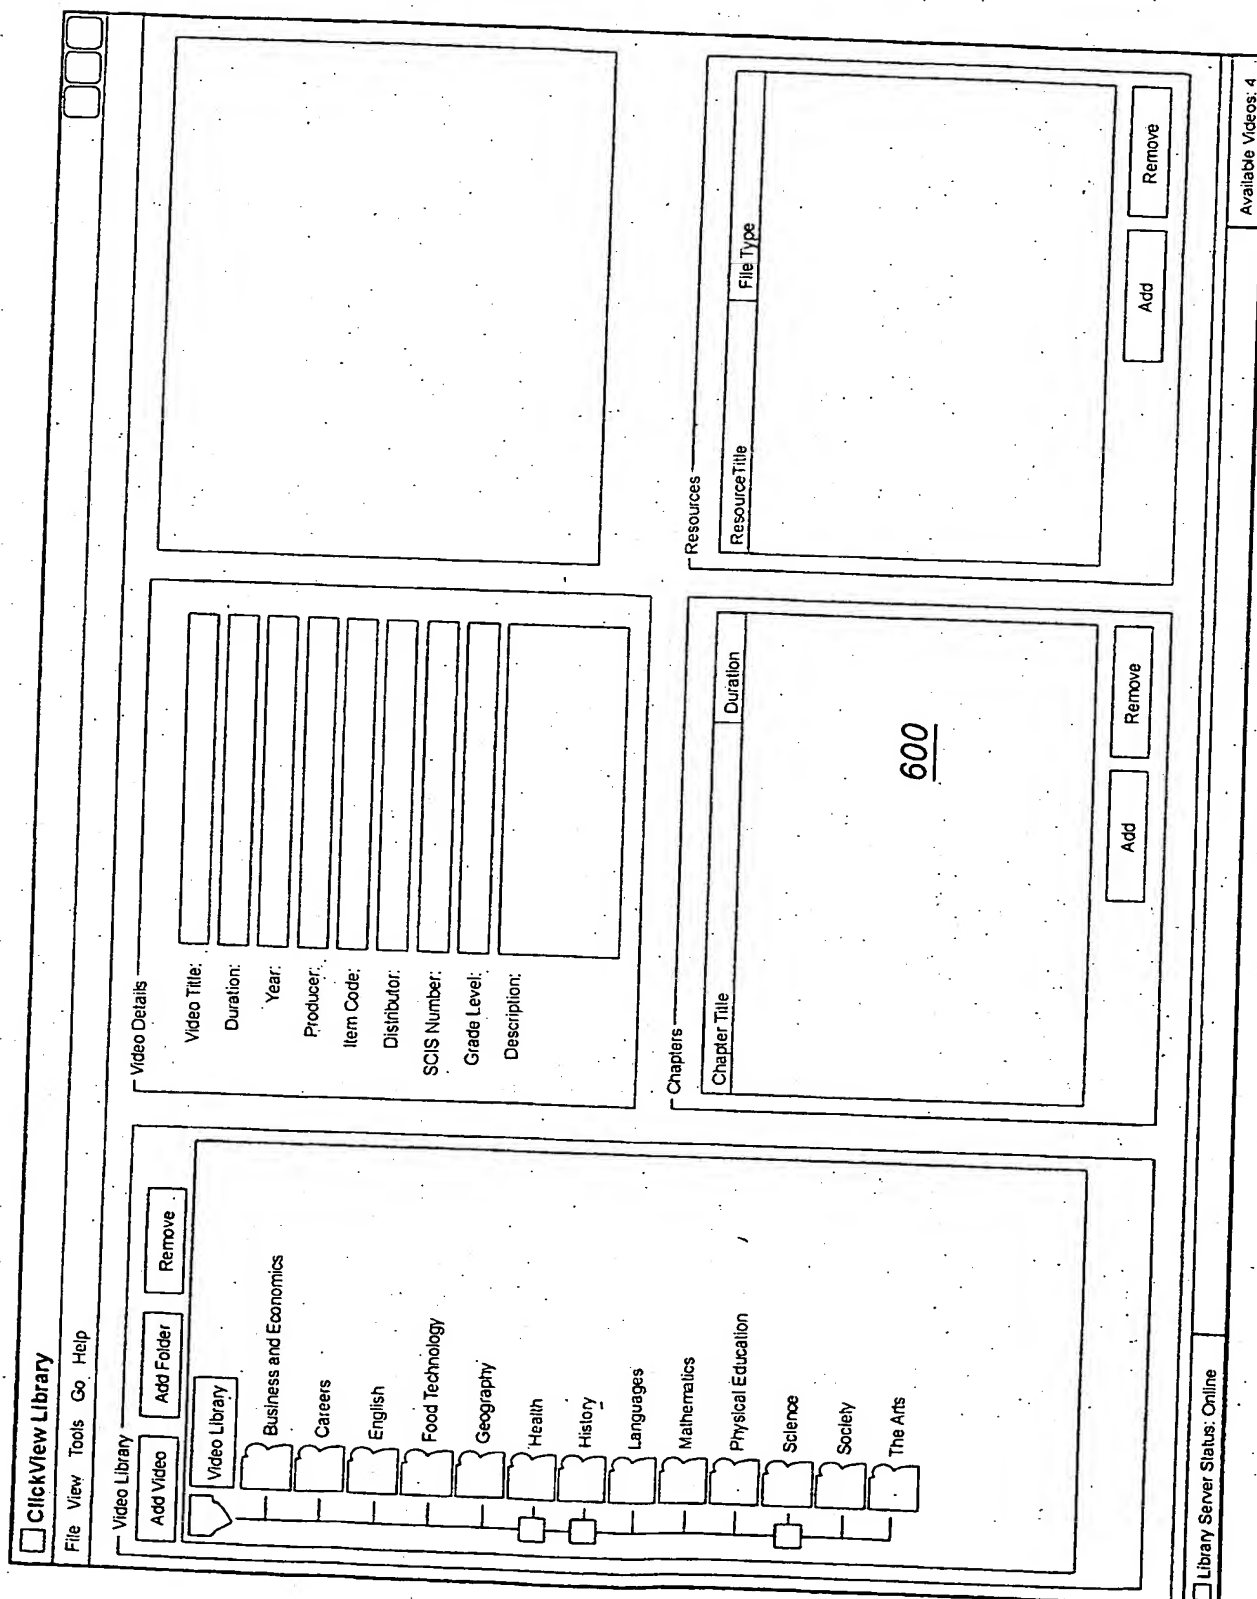 ClickView Library
File View Tools Go Help
Video Library
Add Video Add Folder Remove
Video Library
Business and Economics
Careers
English
Food Technology
Geography
Health
History
Languages
Mathematics
Physical Education
Science
Society
The Arts
Video Details
Video Title:
Duration:
Year:
Producer:
Item Code:
Distributor:
SCIS Number:
Grade Level:
Description:
Chapters
Chapter Title Duration
600
Add Remove
Resources
ResourceTitle File Type
Add Remove
Library Server Status: Online
Available Videos: 4